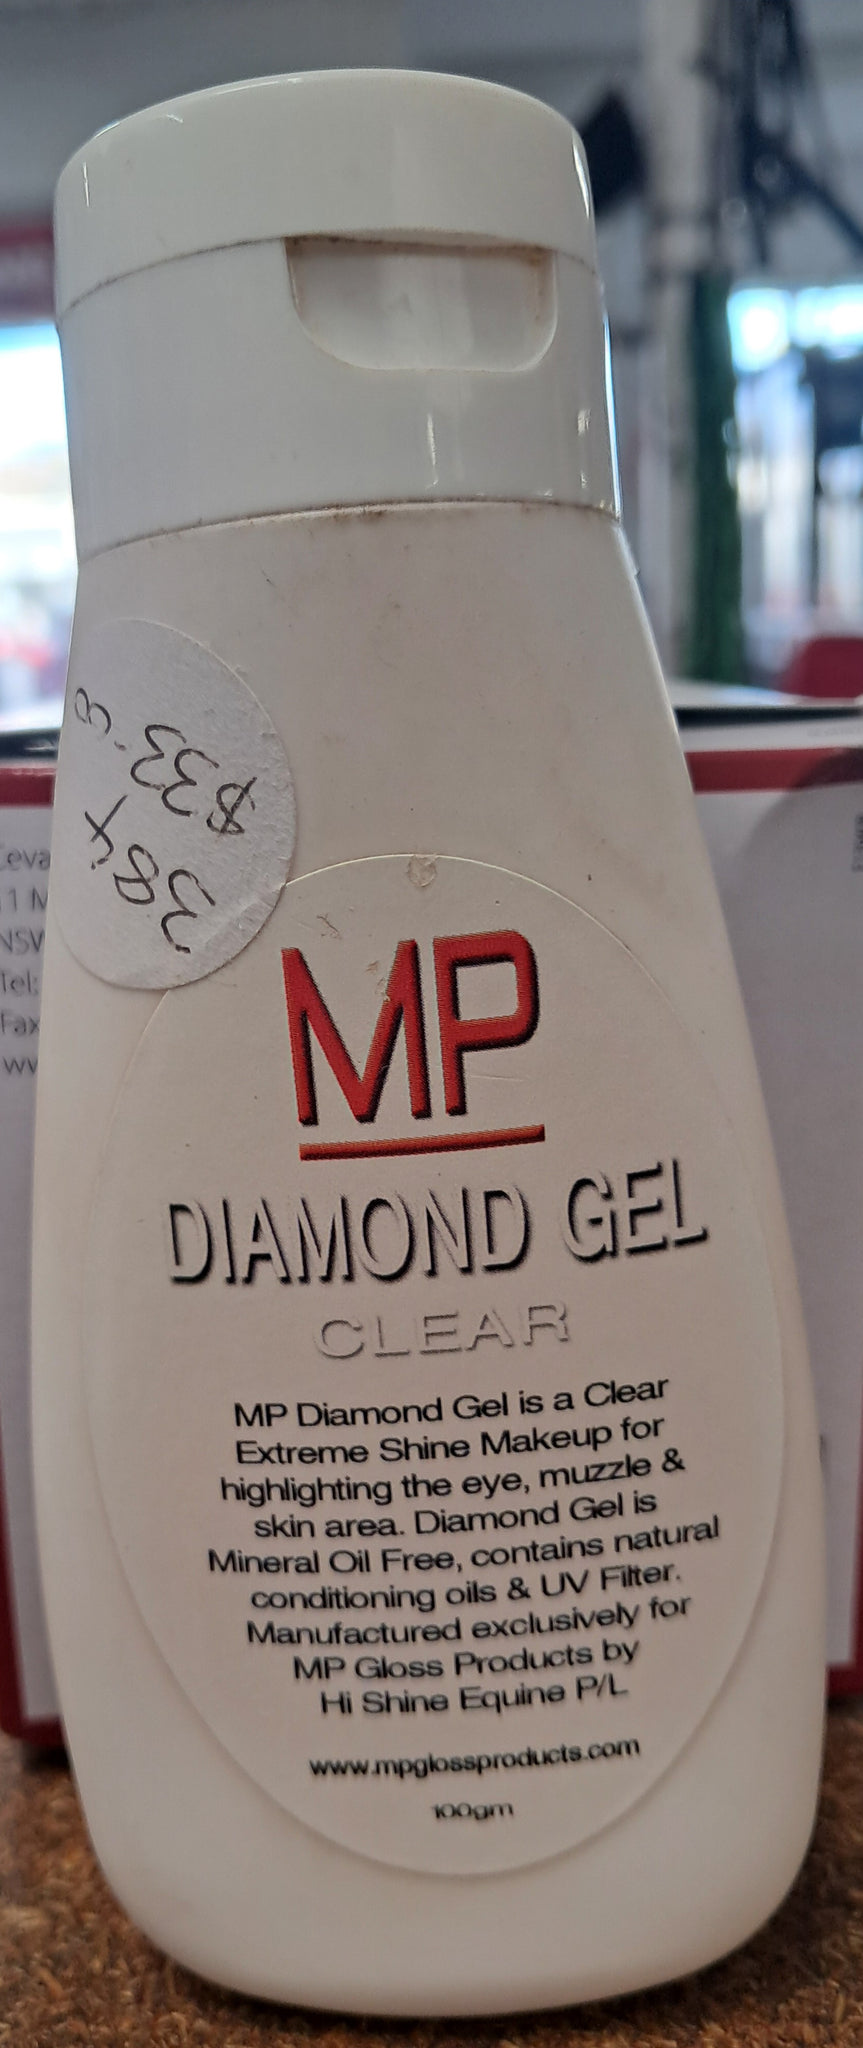 $33
MP
DIAMOND GEL
CLEAR
MP Diamond Gel is a Clear
Extreme Shine Makeup for
highlighting the eye, muzzle &
skin area. Diamond Gel is
Mineral Oil Free, contains natural
conditioning oils & UV Filter.
Manufactured exclusively for
MP Gloss Products by
Hi Shine Equine P/L
www.mpglossproducts.com
100gm
Tel:
Fax